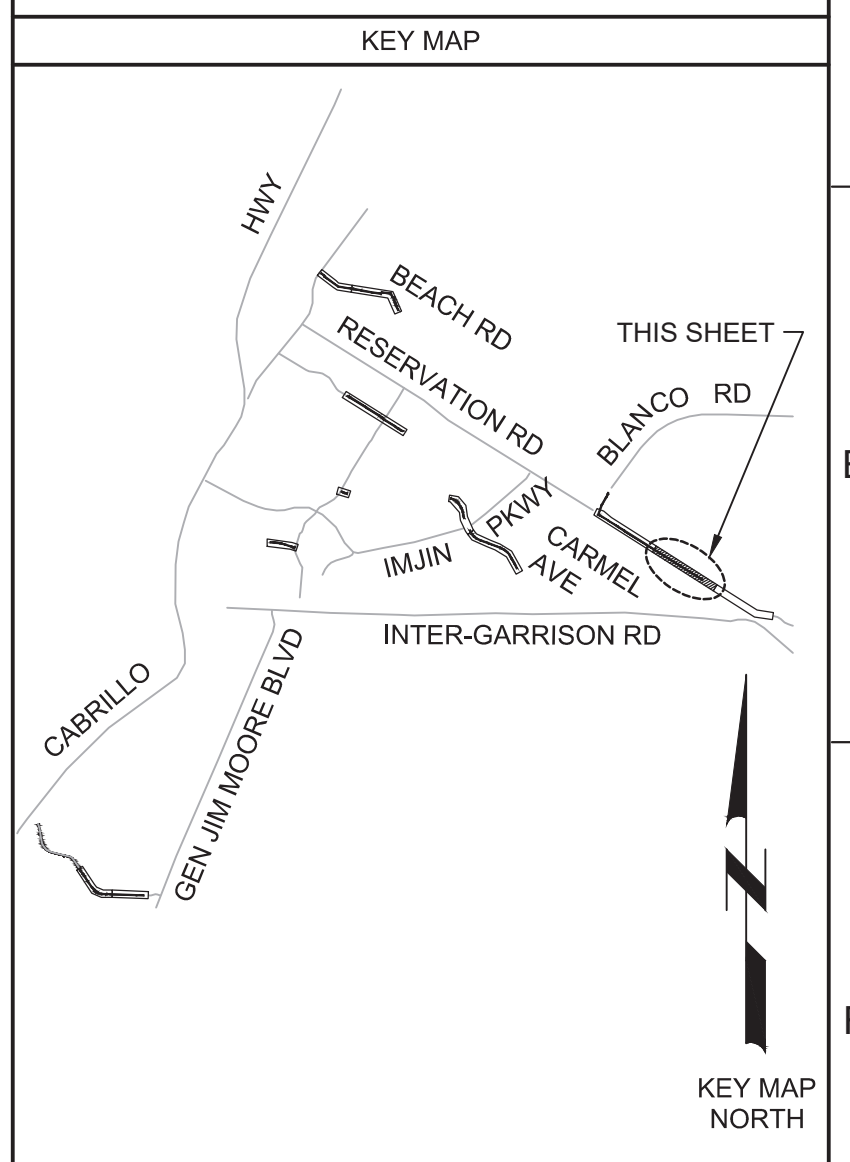 KEY MAP
HWY
BEACH RD
RESERVATION RD
THIS SHEET
BLANCO RD
IMJIN PKWY
CARMEL
AVE
INTER-GARRISON RD
CABRILLO
GEN JIM MOORE BLVD
N
KEY MAP
NORTH